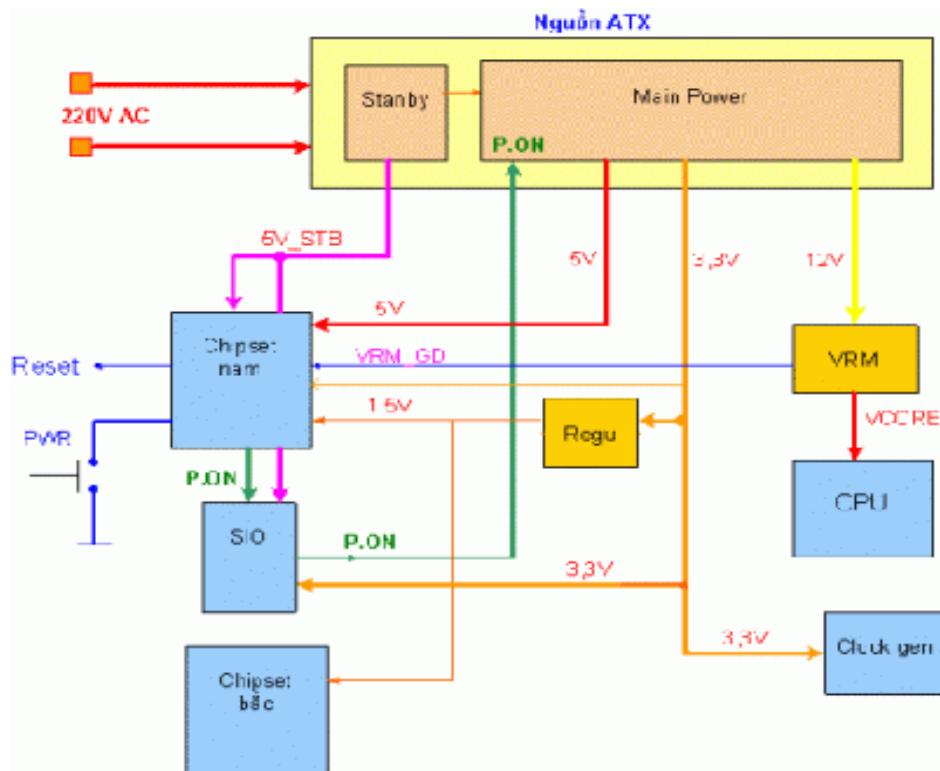 Nguồn ATX
Stanby
Main Power
220V AC
P.ON
5V_STB
5V
3,3V
12V
5V
Chipset
nam
Reset
VRM_GD
VRM
1.5V
VCCRE
Regu
PWR
P.ON
CPU
SIO
P.ON
3,3V
3,3V
Clock gen
Chipset
bắc